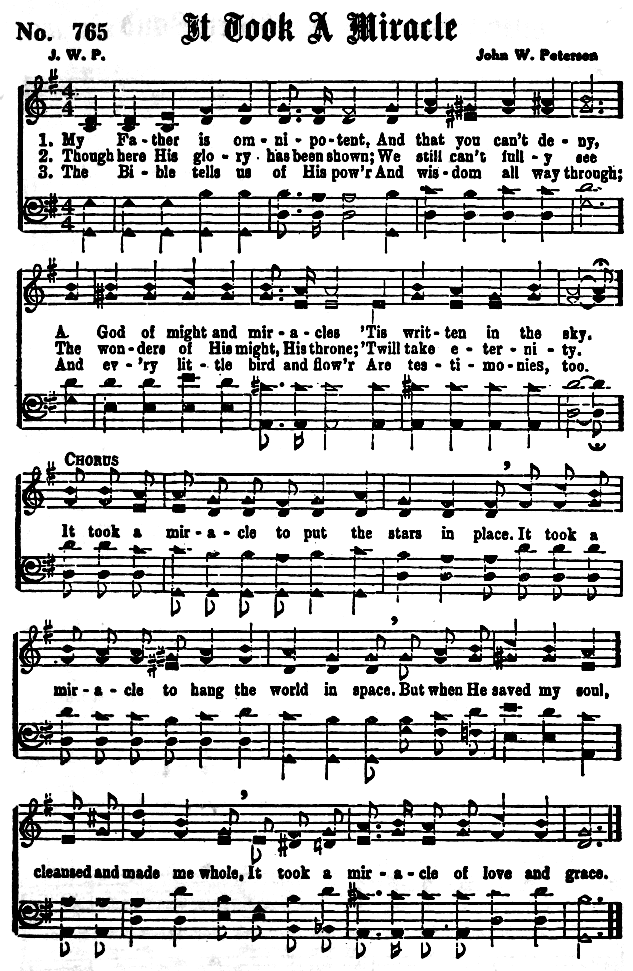 No. 765 It Took A Miracle
J. W. P. John W. Peterson
4 4
1. My Fa-ther is om-ni-po-tent, And that you can't de-ny,
2. Though here His glo-ry has been shown; We still can't ful-ly see
3. The Bi-ble tells us of His pow'r And wis-dom all way through;
4 4
A God of might and mir-a-cles 'Tis writ-ten in the sky.
The won-ders of His might, His throne; 'Twill take e-ter-ni-ty.
And ev-'ry lit-tle bird and flow'r Are tes-ti-mo-nies, too.
CHORUS
It took a mir-a-cle to put the stars in place. It took a
mir-a-cle to hang the world in space. But when He saved my soul,
cleansed and made me whole, It took a mir-a-cle of love and grace.